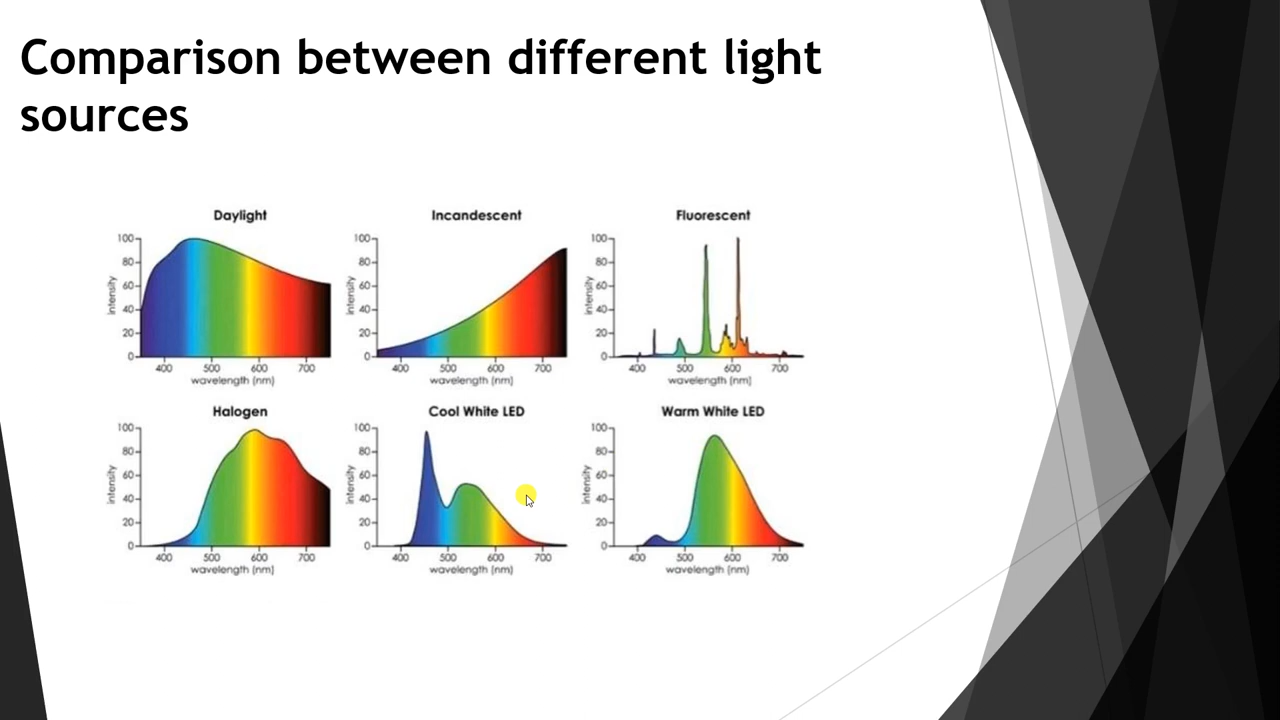 Comparison between different light
sources
Daylight
100
80
60
40
20
0
intensity
400 500 600 700
wavelength (nm)
Incandescent
100
80
60
40
20
0
intensity
400 500 600 700
wavelength (nm)
Fluorescent
100
80
60
40
20
0
intensity
400 500 600 700
wavelength (nm)
Halogen
100
80
60
40
20
0
intensity
400 500 600 700
wavelength (nm)
Cool White LED
100
80
60
40
20
0
intensity
400 500 600 700
wavelength (nm)
Warm White LED
100
80
60
40
20
0
intensity
400 500 600 700
wavelength (nm)